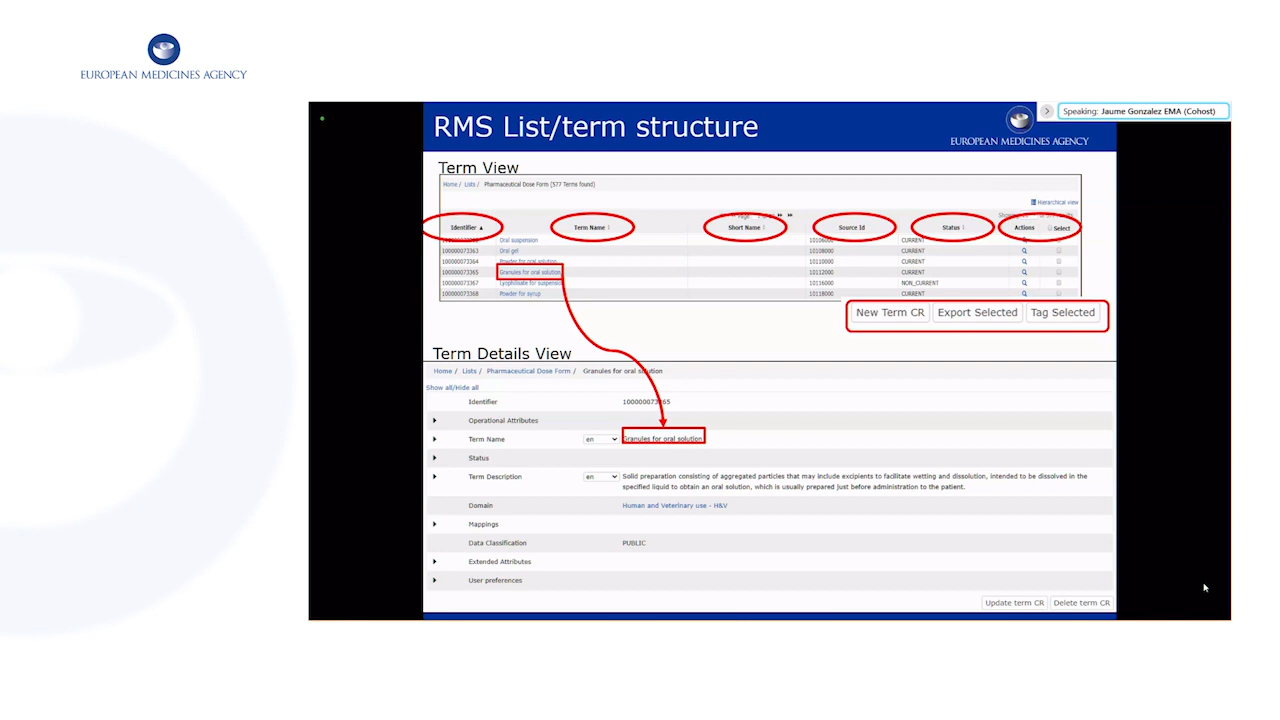 EUROPEAN MEDICINES AGENCY
Speaking: Jaume Gonzalez EMA (Cohost)
RMS List/term structure
EUROPEAN MEDICINES AGENCY
Term View
Home / Lists / Pharmaceutical Dose Form (577 Terms found)
Hierarchical view
Identifier Term Name Short Name Source Id Status Actions Select
Oral suspension 10106000 CURRENT
100000073363 Oral gel 10108000 CURRENT
100000073364 Powder for oral solution 10110000 CURRENT
100000073365 Granules for oral solution 10112000 CURRENT
100000073367 Lyophilisate for suspension 10116000 NON_CURRENT
100000073368 Powder for syrup 10118000 CURRENT
New Term CR Export Selected Tag Selected
Term Details View
Home / Lists / Pharmaceutical Dose Form / Granules for oral solution
Show all/Hide all
Identifier 100000073365
Operational Attributes
Term Name en Granules for oral solution
Status
Term Description en Solid preparation consisting of aggregated particles that may include excipients to facilitate wetting and dissolution, intended to be dissolved in the
specified liquid to obtain an oral solution, which is usually prepared just before administration to the patient.
Domain Human and Veterinary use - H&V
Mappings
Data Classification PUBLIC
Extended Attributes
User preferences
Update term CR Delete term CR